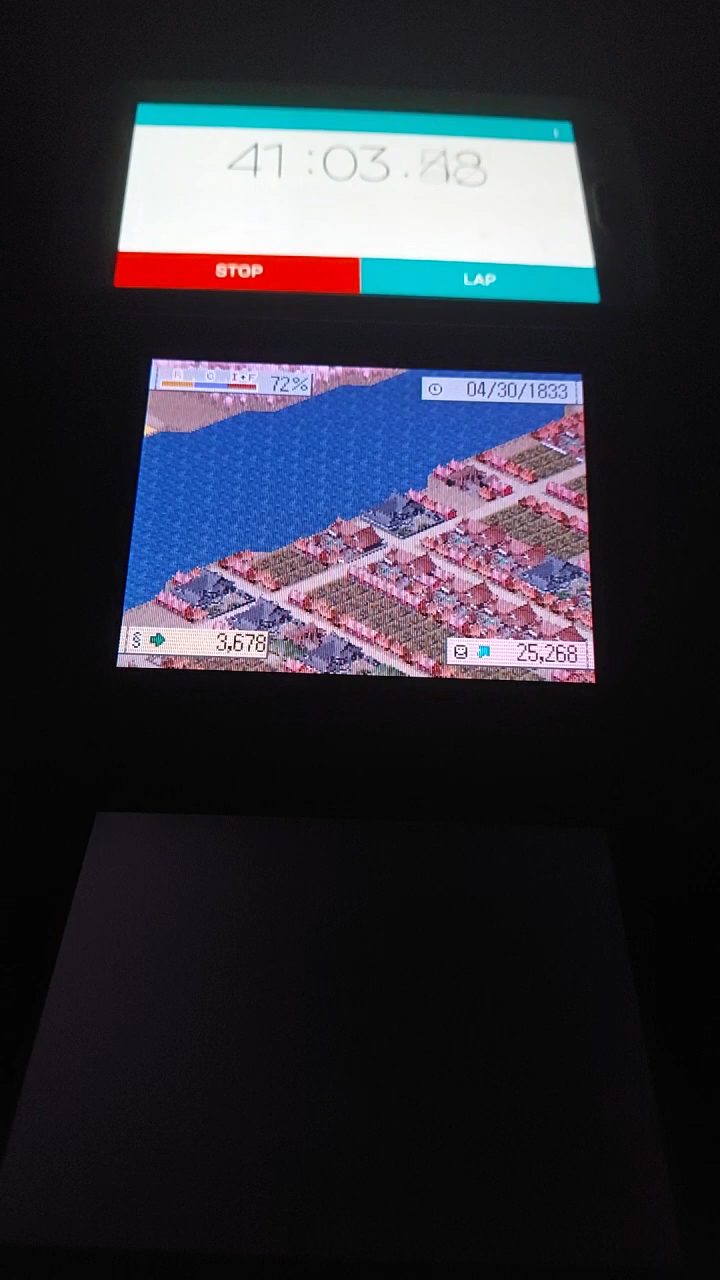 41:03.
STOP
LAP
R C I•F 72%
04/30/1833
§ 3,678
25,268